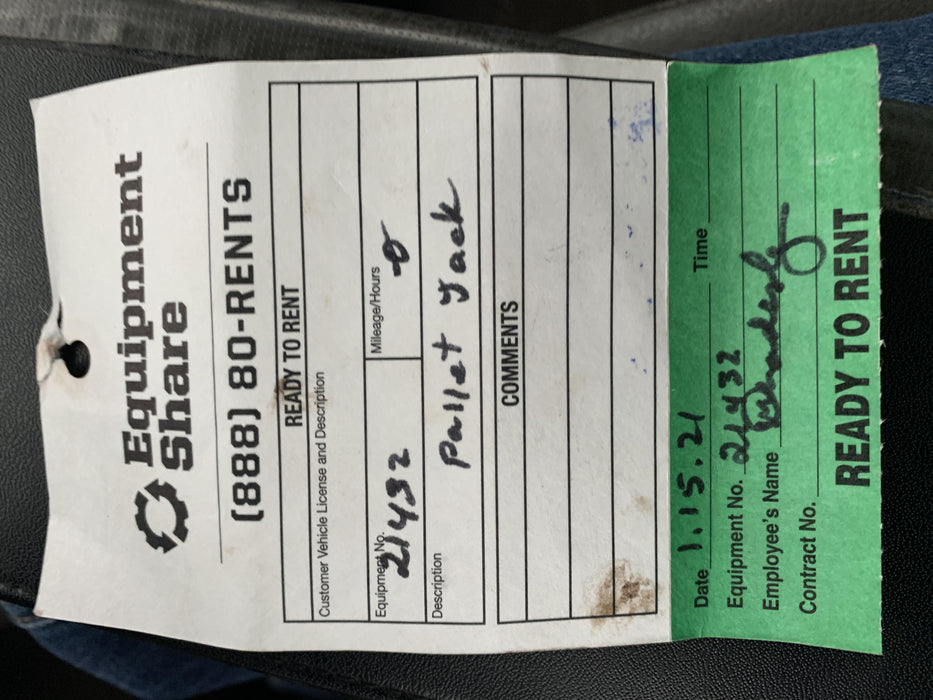 Equipment
Share
(888) 80-RENTS
READY TO RENT
Customer Vehicle License and Description
Equipment No. Mileage/Hours
21432 0
Description
Pallet Jack
COMMENTS
Date 1.15.21 Time
Equipment No. 21432
Employee's Name
Contract No.
READY TO RENT